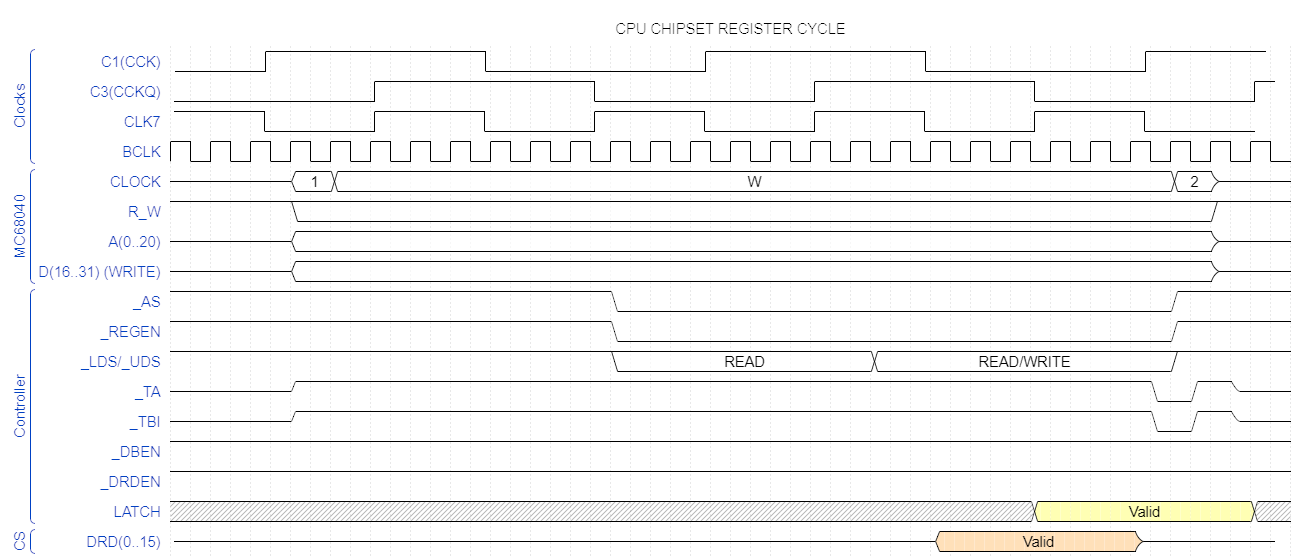 CPU CHIPSET REGISTER CYCLE
Clocks
C1(CCK)
C3(CCKQ)
CLK7
BCLK
MC68040
CLOCK 1 W 2
R_W
A(0..20)
D(16..31) (WRITE)
Controller
_AS
_REGEN
_LDS/_UDS READ READ/WRITE
_TA
_TBI
_DBEN
_DRDEN
LATCH Valid
CS
DRD(0..15) Valid